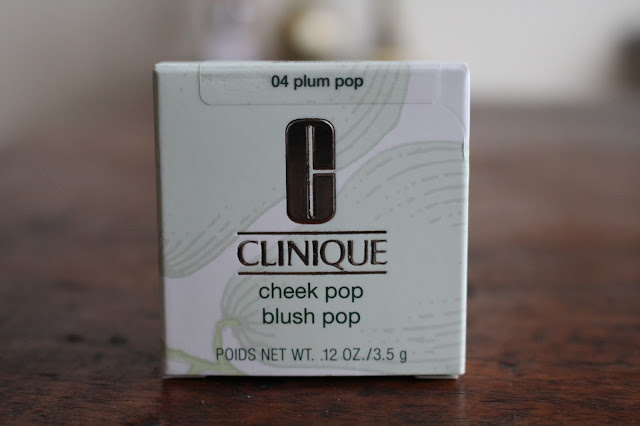 04 plum pop
C
CLINIQUE
cheek pop
blush pop
POIDS NET WT. .12 OZ./3.5 g